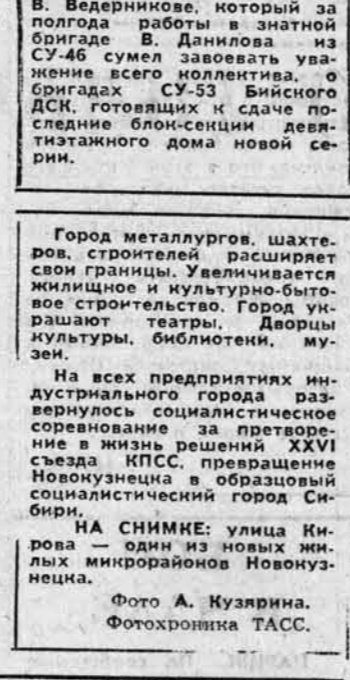 В. Ведерникове, который за
полгода работы в знатной
бригаде В. Данилова из
СУ-46 сумел завоевать ува-
жение всего коллектива, о
бригадах СУ-53 Бийского
ДСК, готовящих к сдаче по-
следние блок-секции девя-
тиэтажного дома новой се-
рии.
Город металлургов, шахте-
ров, строителей расширяет
свои границы. Увеличивается
жилищное и культурно-быто-
вое строительство. Город ук-
рашают театры, Дворцы
культуры, библиотеки, му-
зеи.
На всех предприятиях ин-
дустриального города раз-
вернулось социалистическое
соревнование за претворе-
ние в жизнь решений XXVI
съезда КПСС, превращение
Новокузнецка в образцовый
социалистический город Си-
бири.
НА СНИМКЕ: улица Ки-
рова — один из новых жи-
лых микрорайонов Новокуз-
нецка.
Фото А. Кузярина.
Фотохроника ТАСС.